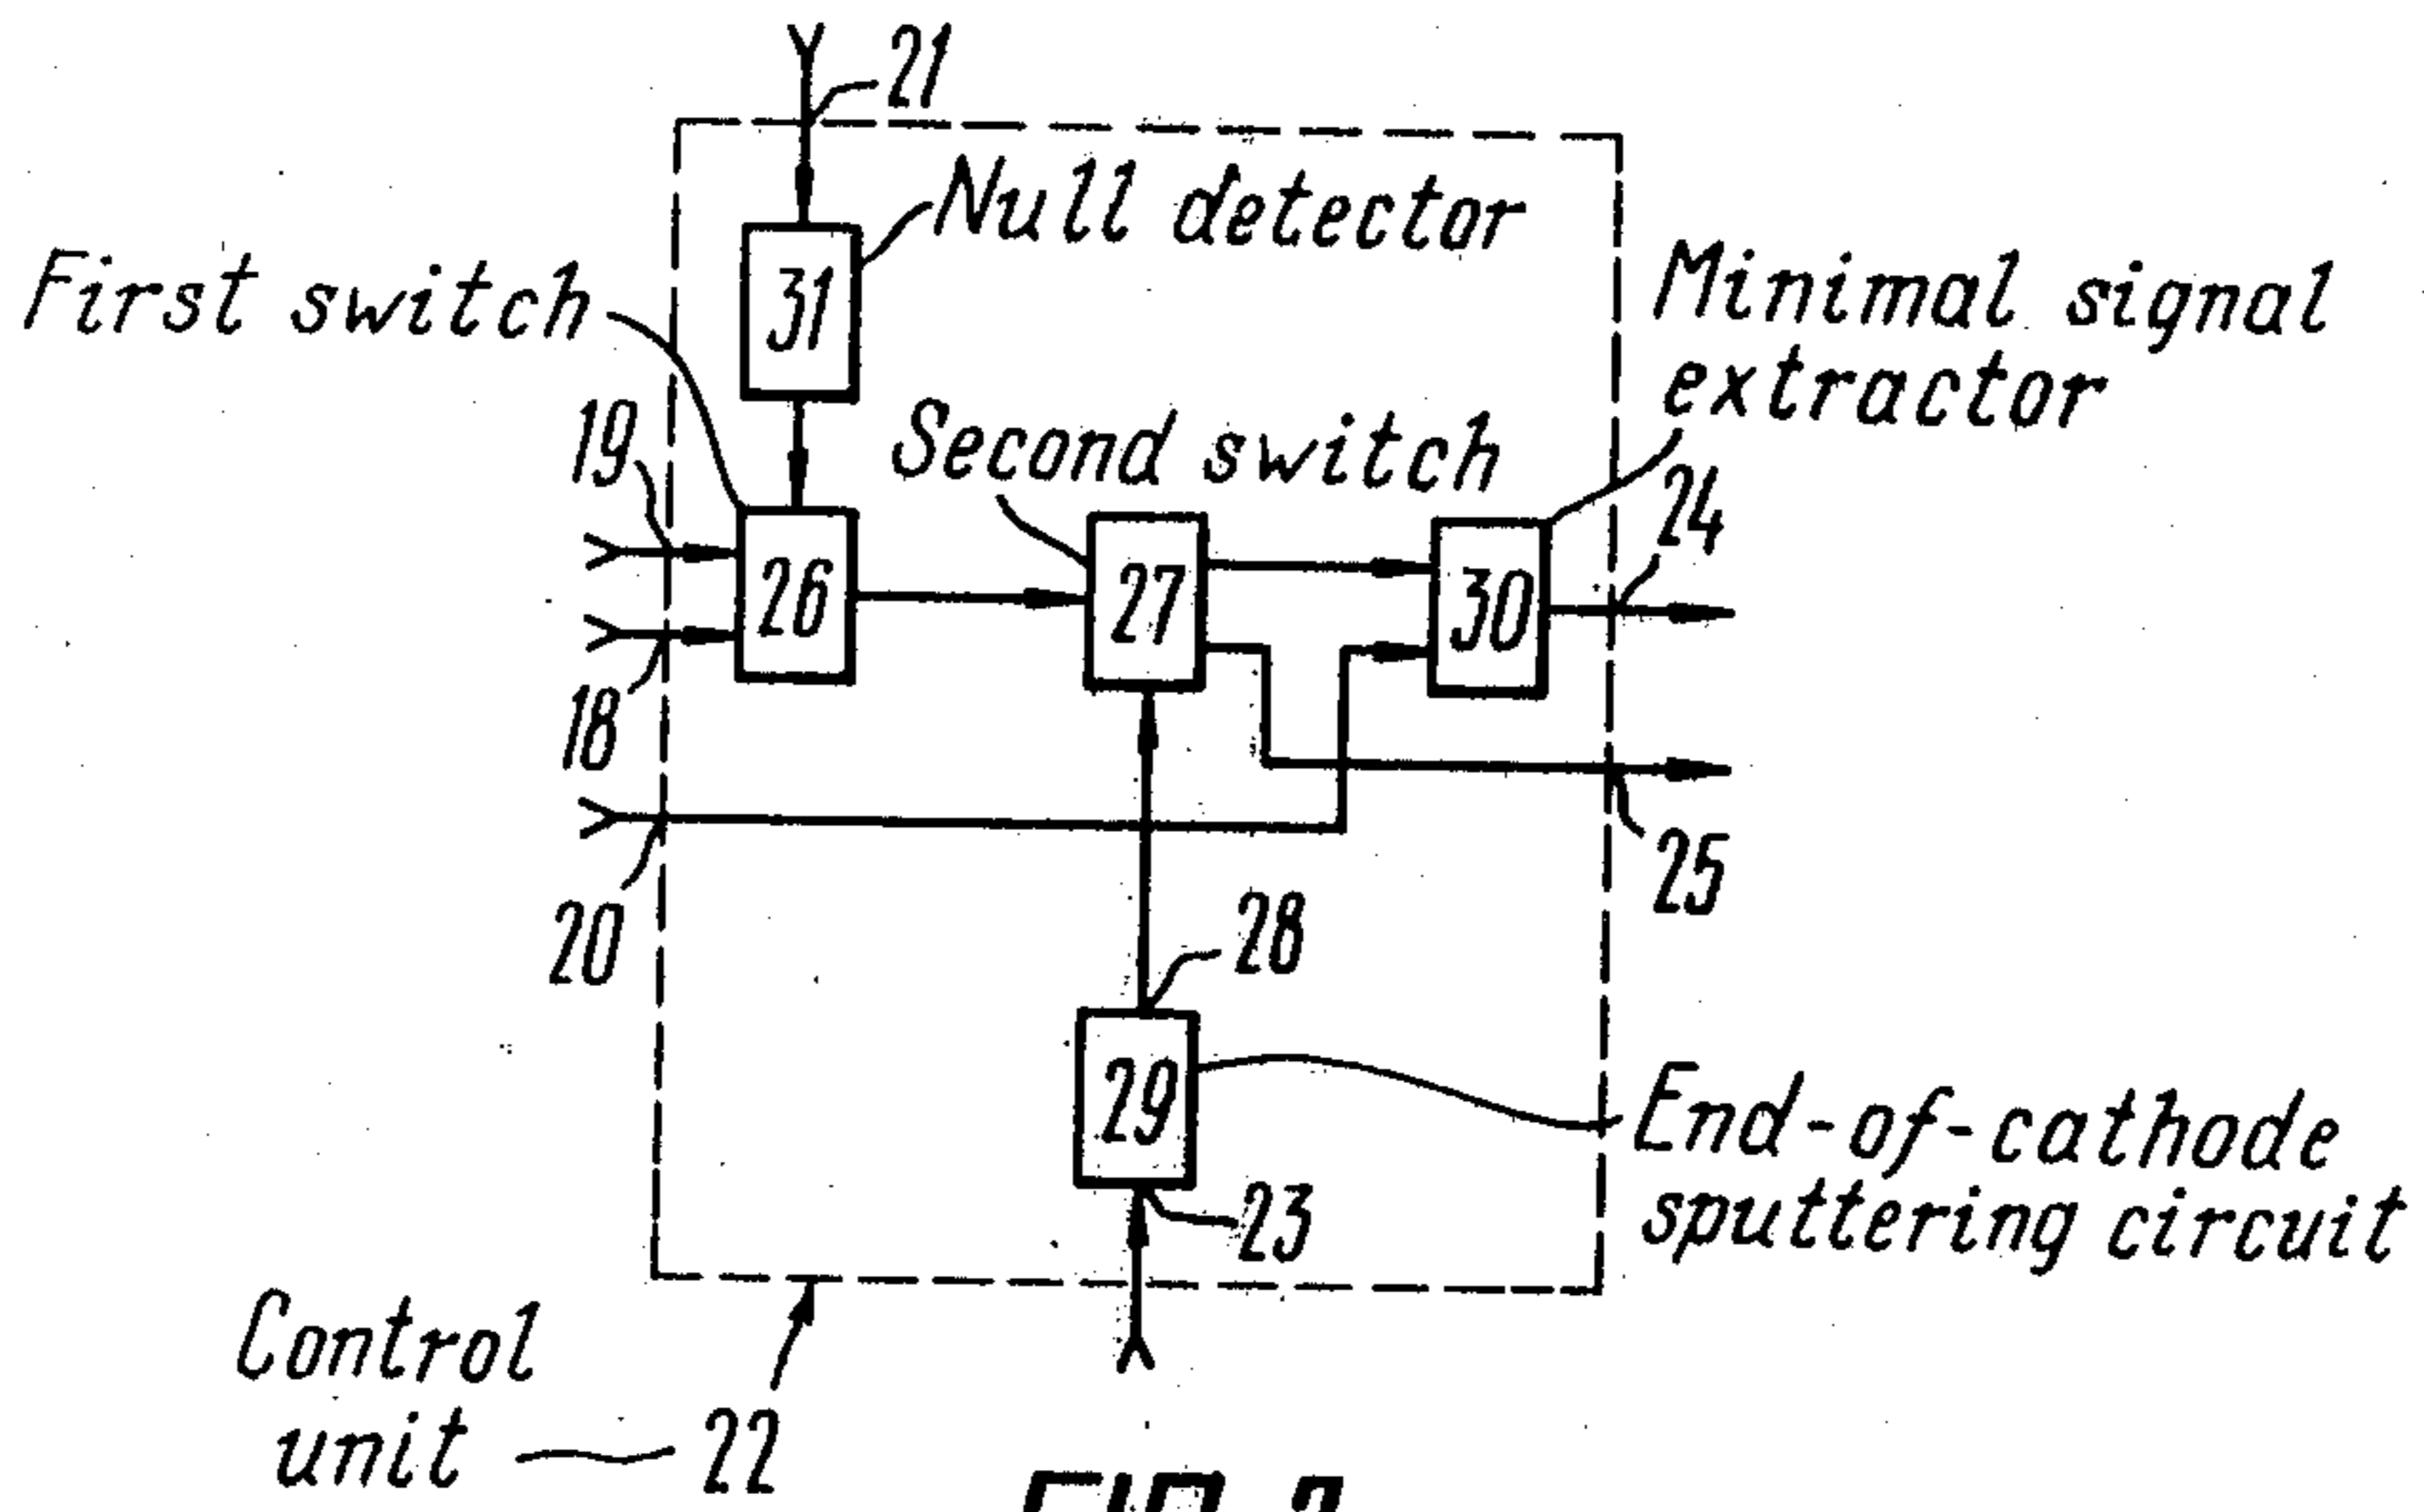 21
Null detector
First switch
31
Minimal signal
extractor
19
Second switch
24
26
27
30
18
20
25
28
29
End-of-cathode
sputtering circuit
23
Control
unit
22